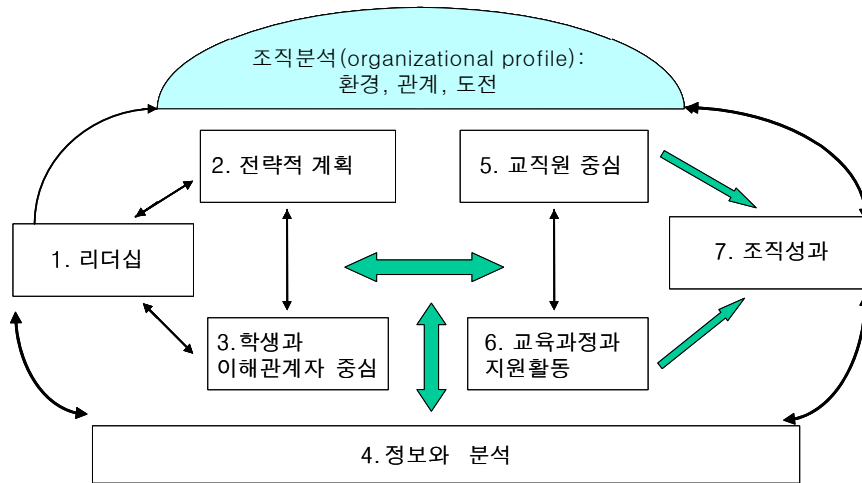 조직분석(organizational profile):
환경, 관계, 도전
2. 전략적 계획
5. 교직원 중심
1. 리더십
7. 조직성과
3.학생과
이해관계자 중심
6. 교육과정과
지원활동
4.정보와 분석